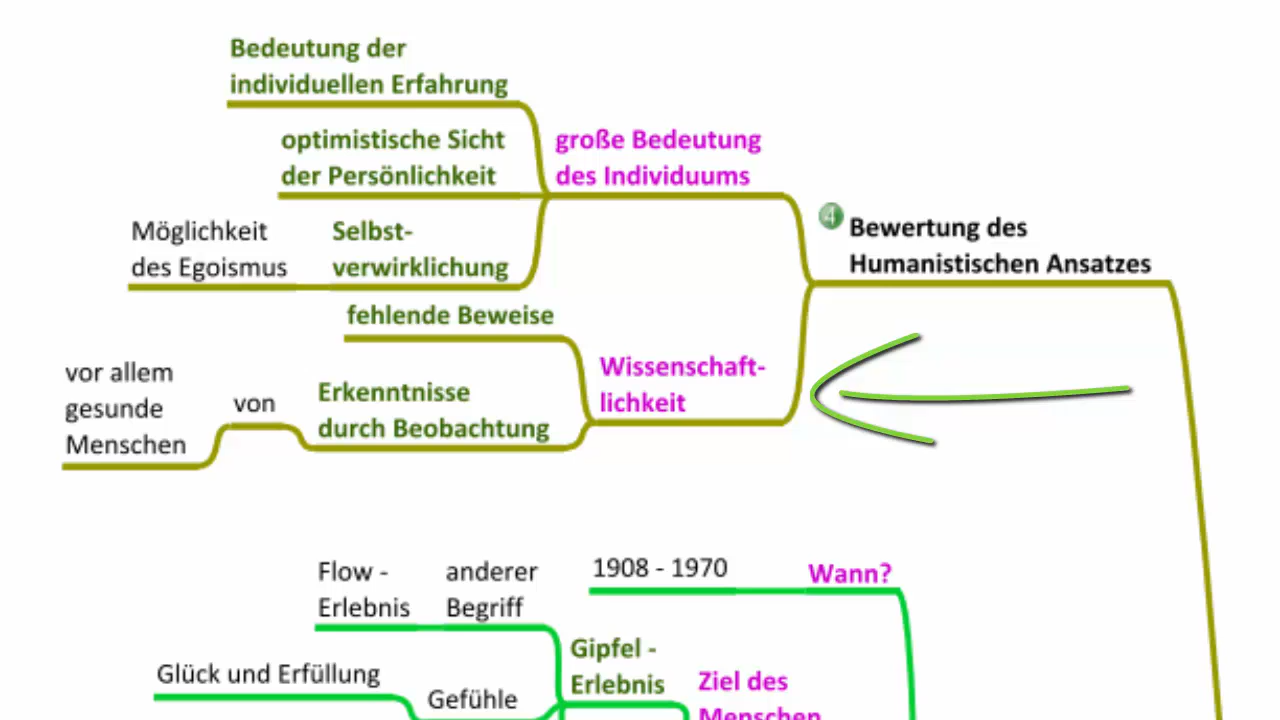 Bedeutung der
individuellen Erfahrung
optimistische Sicht
der Persönlichkeit
große Bedeutung
des Individuums
Möglichkeit
des Egoismus
Selbst-
verwirklichung
4
Bewertung des
Humanistischen Ansatzes
fehlende Beweise
Wissenschaft-
lichkeit
vor allem
gesunde
Menschen
von
Erkenntnisse
durch Beobachtung
Flow -
Erlebnis
anderer
Begriff
1908 - 1970
Wann?
Gipfel -
Erlebnis
Glück und Erfüllung
Gefühle
Ziel des
Menschen